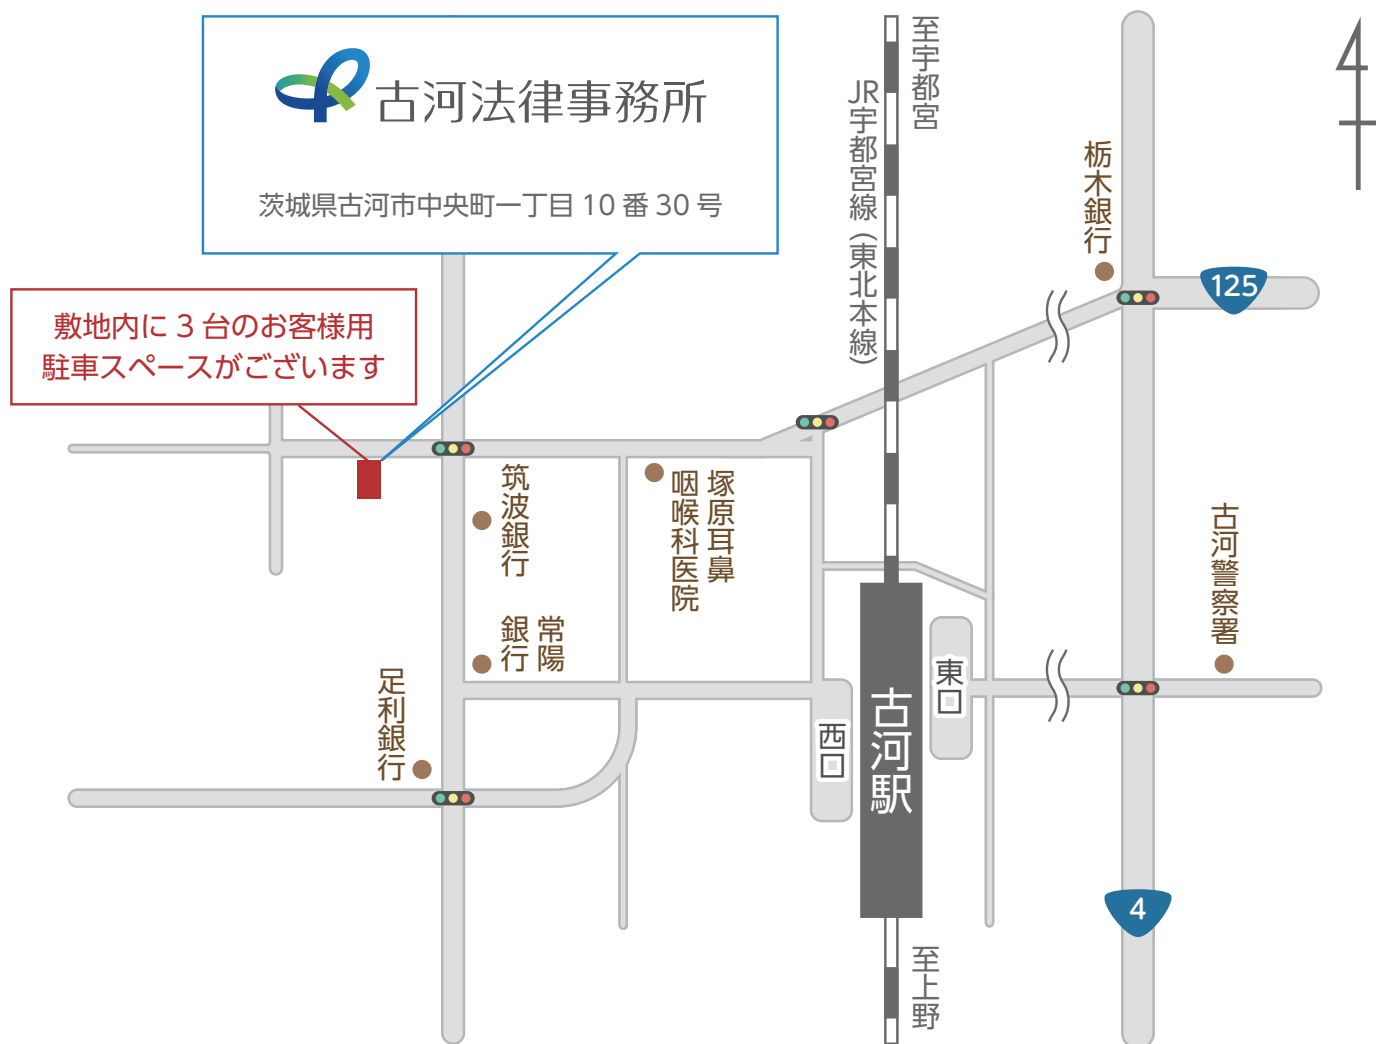 古河法律事務所
茨城県古河市中央町一丁目 10 番 30 号
敷地内に 3 台のお客様用
駐車スペースがございます
至宇都宮
JR宇都宮線（東北本線）
栃木銀行
125
筑波銀行
塚原耳鼻
咽喉科医院
古河警察署
常陽
銀行
足利銀行
東口
西口
古河駅
4
至上野